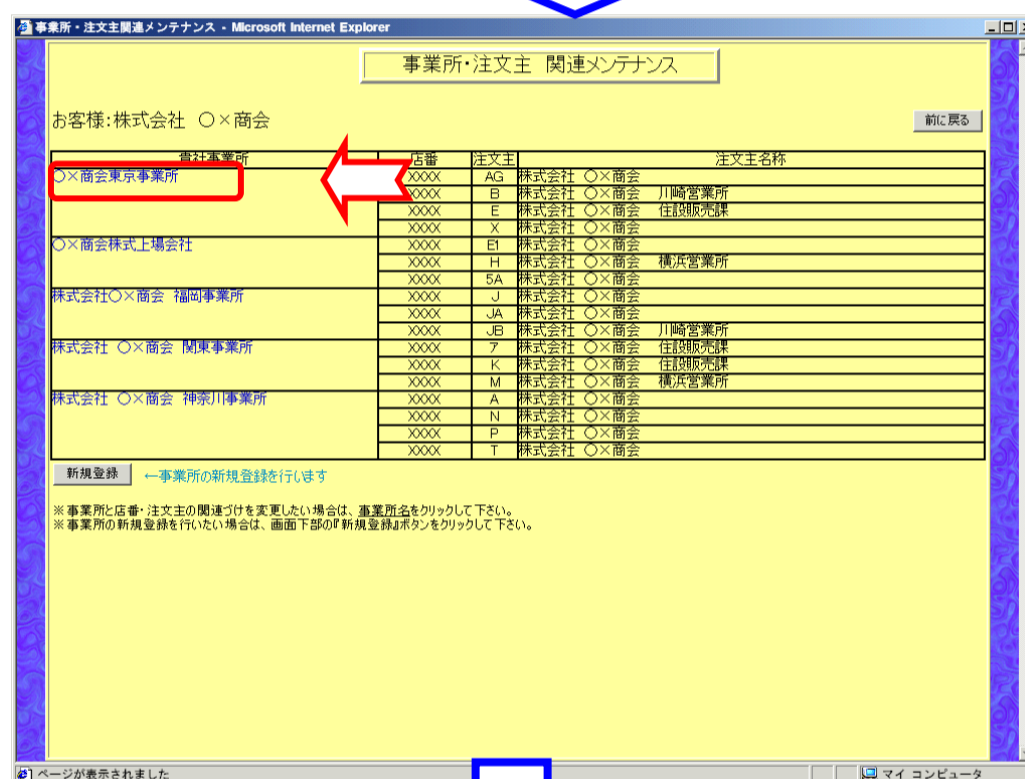 事業所・注文主関連メンテナンス - Microsoft Internet Explorer
事業所・注文主 関連メンテナンス
お客様:株式会社 〇×商会
前に戻る
貴社事業所 店番 注文主 注文主名称
〇×商会東京事業所 XXXX AG 株式会社 〇×商会
XXXX B 株式会社 〇×商会 川崎営業所
XXXX E 株式会社 〇×商会 住設販売課
XXXX X 株式会社 〇×商会
〇×商会株式上場会社 XXXX E1 株式会社 〇×商会
XXXX H 株式会社 〇×商会 横浜営業所
XXXX 5A 株式会社 〇×商会
株式会社〇×商会 福岡事業所 XXXX J 株式会社 〇×商会
XXXX JA 株式会社 〇×商会
XXXX JB 株式会社 〇×商会 川崎営業所
株式会社 〇×商会 関東事業所 XXXX 7 株式会社 〇×商会 住設販売課
XXXX K 株式会社 〇×商会 住設販売課
XXXX M 株式会社 〇×商会 横浜営業所
株式会社 〇×商会 神奈川事業所 XXXX A 株式会社 〇×商会
XXXX N 株式会社 〇×商会
XXXX P 株式会社 〇×商会
XXXX T 株式会社 〇×商会
新規登録 ←事業所の新規登録を行います
※事業所と店番・注文主の関連づけを変更したい場合は、事業所名をクリックして下さい。
※事業所の新規登録を行いたい場合は、画面下部の『新規登録』ボタンをクリックして下さい。
ページが表示されました
マイ コンピュータ